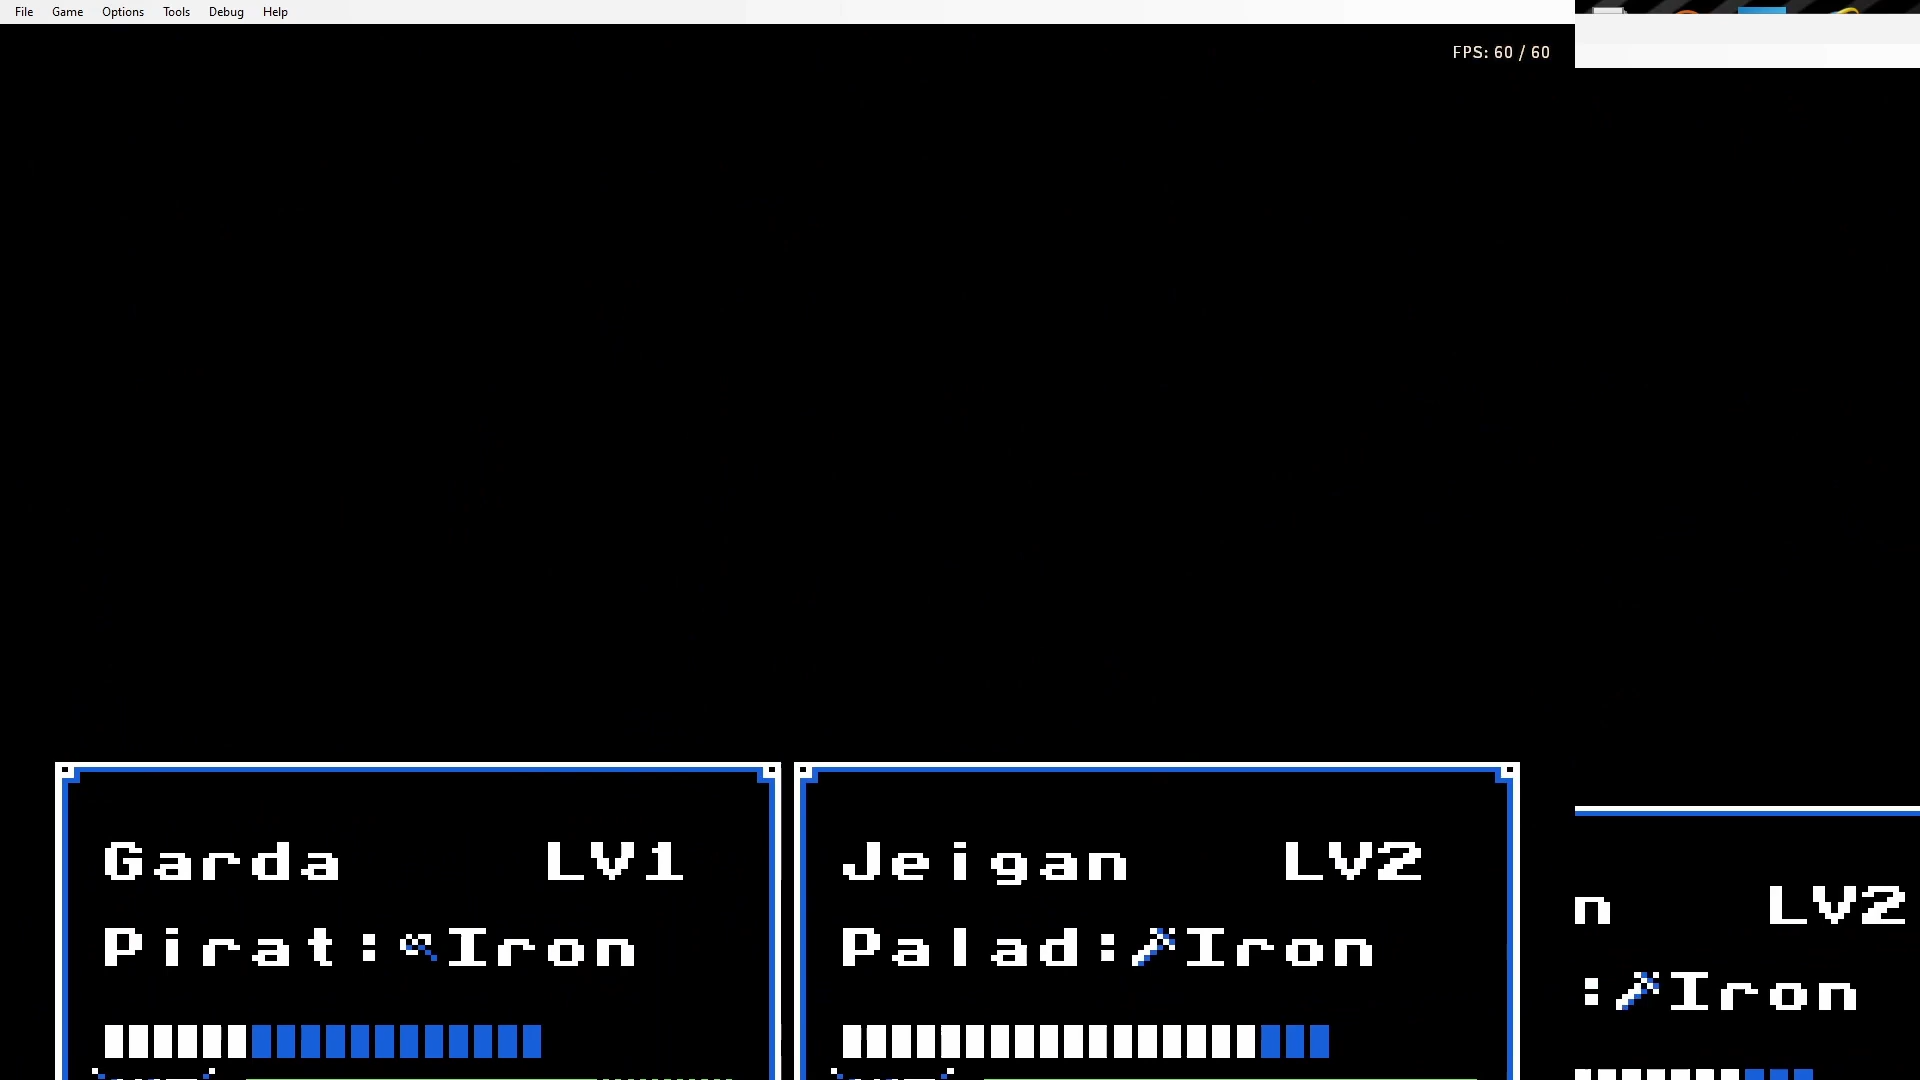 File Game Options Tools Debug Help
FPS: 60 / 60
Garda LV1
Pirat: Iron
Jeigan LV2
Palad: Iron
n LV2
: Iron